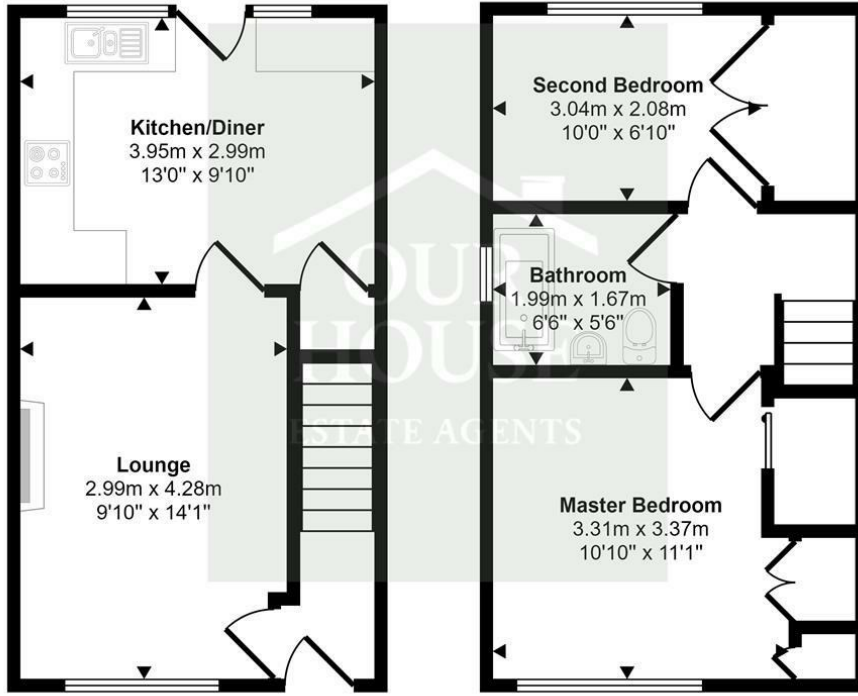 Kitchen/Diner
3.95m x 2.99m
13'0" x 9'10"
Lounge
2.99m x 4.28m
9'10" x 14'1"
Second Bedroom
3.04m x 2.08m
10'0" x 6'10"
Bathroom
1.99m x 1.67m
6'6" x 5'6"
Master Bedroom
3.31m x 3.37m
10'10" x 11'1"
OUR
HOUSE
ESTATE AGENTS